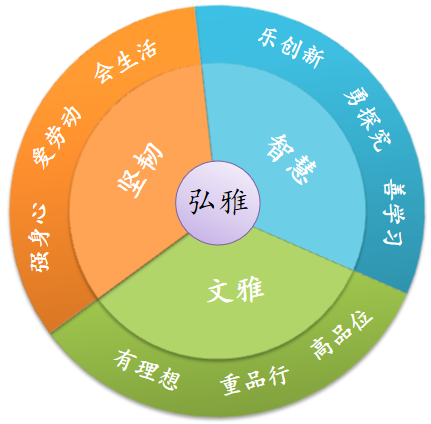 弘雅
智慧
乐创新
勇探究
善学习
文雅
高品位
重品行
有理想
坚韧
强身心
爱劳动
会生活